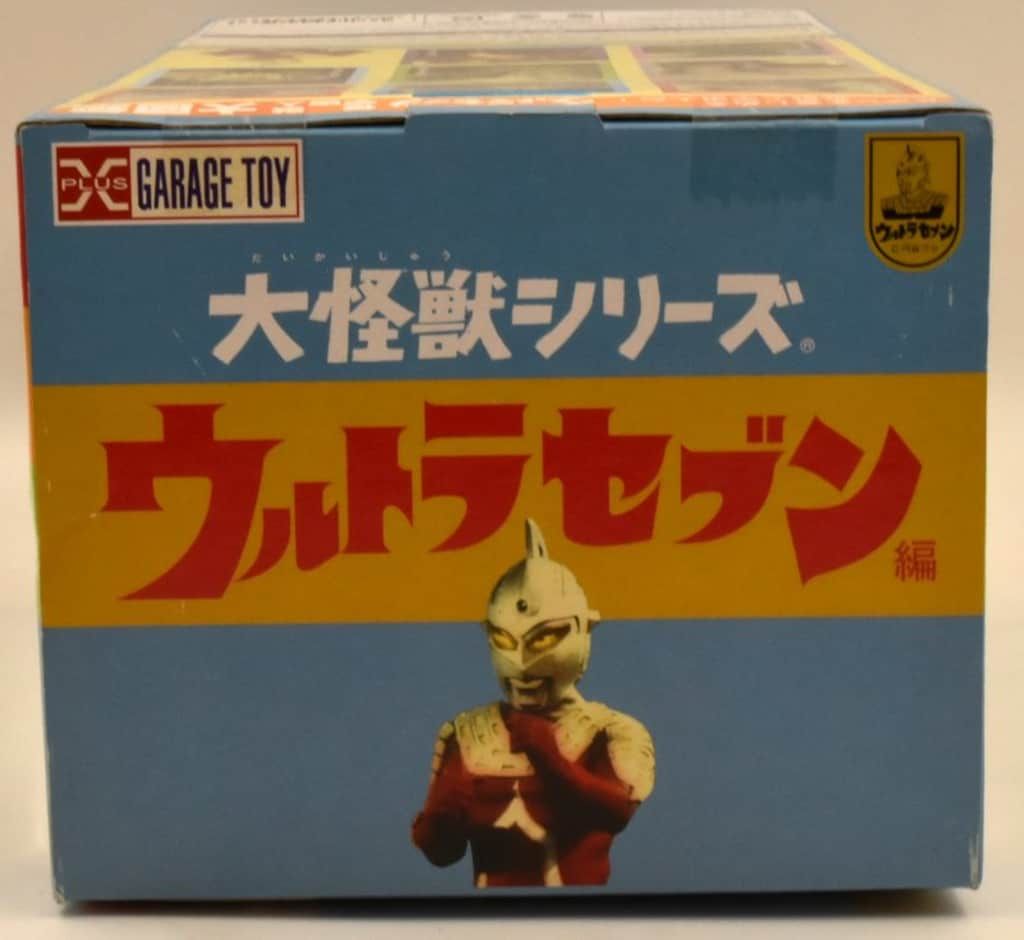 X PLUS GARAGE TOY
ウルトラセブン
だいかいじゅう
大怪獣シリーズ®
ウルトラセブン編